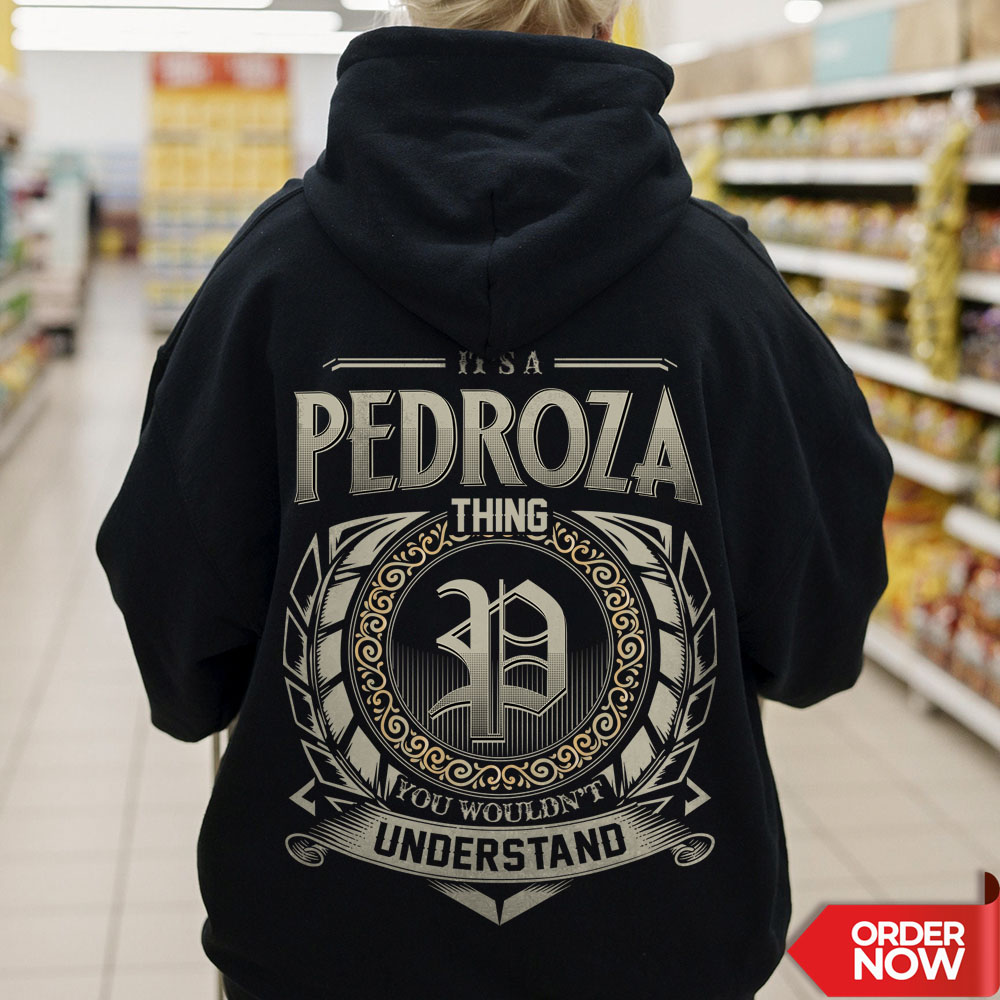 IT'S A
PEDROZA
THING
P
YOU WOULDN'T
UNDERSTAND
ORDER
NOW